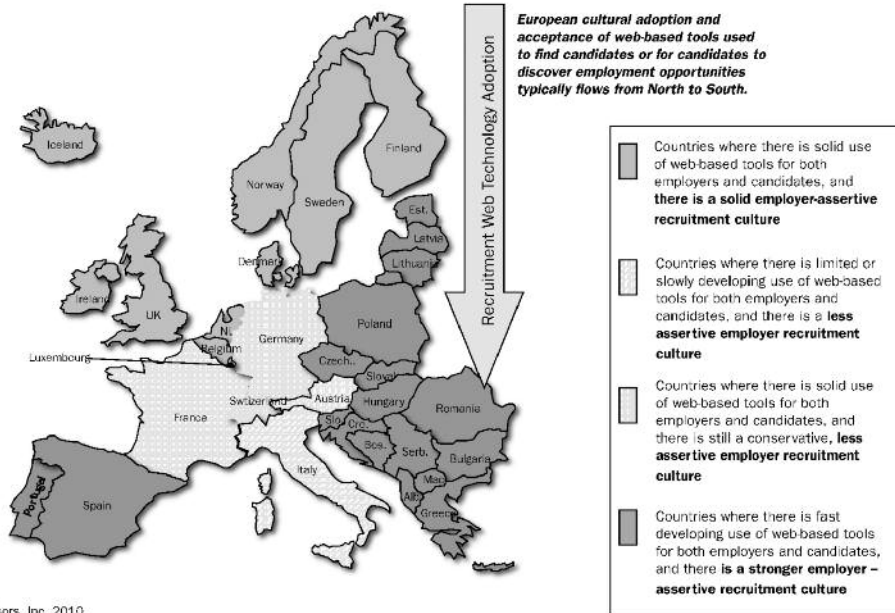 European cultural adoption and
acceptance of web-based tools used
to find candidates or for candidates to
discover employment opportunities
typically flows from North to South.
Recruitment Web Technology Adoption
Iceland
Finland
Norway
Sweden
Est.
Latvia
Lithuania
Denmark
Ireland
UK
NL
Belgium
Germany
Poland
Luxembourg
Czech..
Slovak
France
Swtizerland
Austria
Hungary
Romania
Slo.
Cro.
Bos.
Serb.
Bulgaria
Italy
Mac
Alb
Greece
Portugal
Spain
Countries where there is solid use
of web-based tools for both
employers and candidates, and
there is a solid employer-assertive
recruitment culture
Countries where there is limited or
slowly developing use of web-based
tools for both employers and
candidates, and there is a less
assertive employer recruitment
culture
Countries where there is solid use
of web-based tools for both
employers and candidates, and
there is still a conservative, less
assertive employer recruitment
culture
Countries where there is fast
developing use of web-based tools
for both employers and candidates,
and there is a stronger employer –
assertive recruitment culture
Inc. 2010